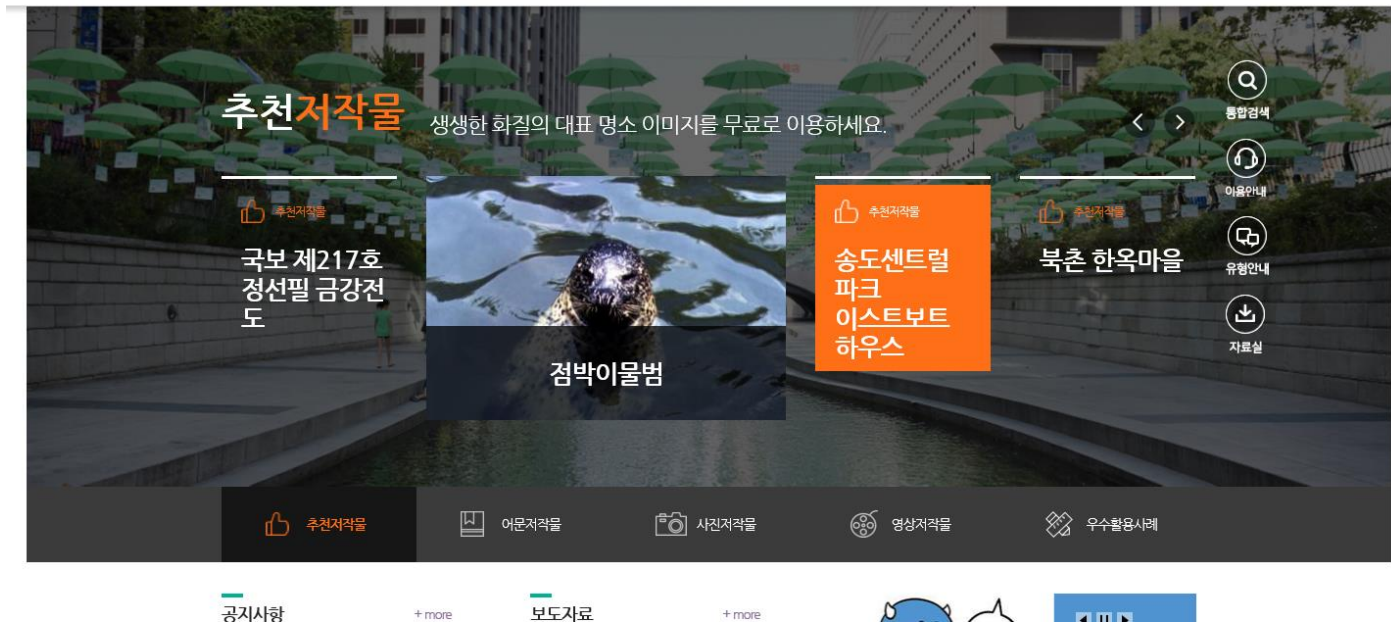 추천저작물
생생한 화질의 대표 명소 이미지를 무료로 이용하세요.
통합검색
이용안내
유형안내
자료실
추천저작물
국보 제217호
정선필 금강전
도
점박이물범
추천저작물
송도센트럴
파크
이스트보트
하우스
추천저작물
북촌 한옥마을
추천저작물
어문저작물
사진저작물
영상저작물
우수활용사례
공지사항
+ more
보도자료
+ more